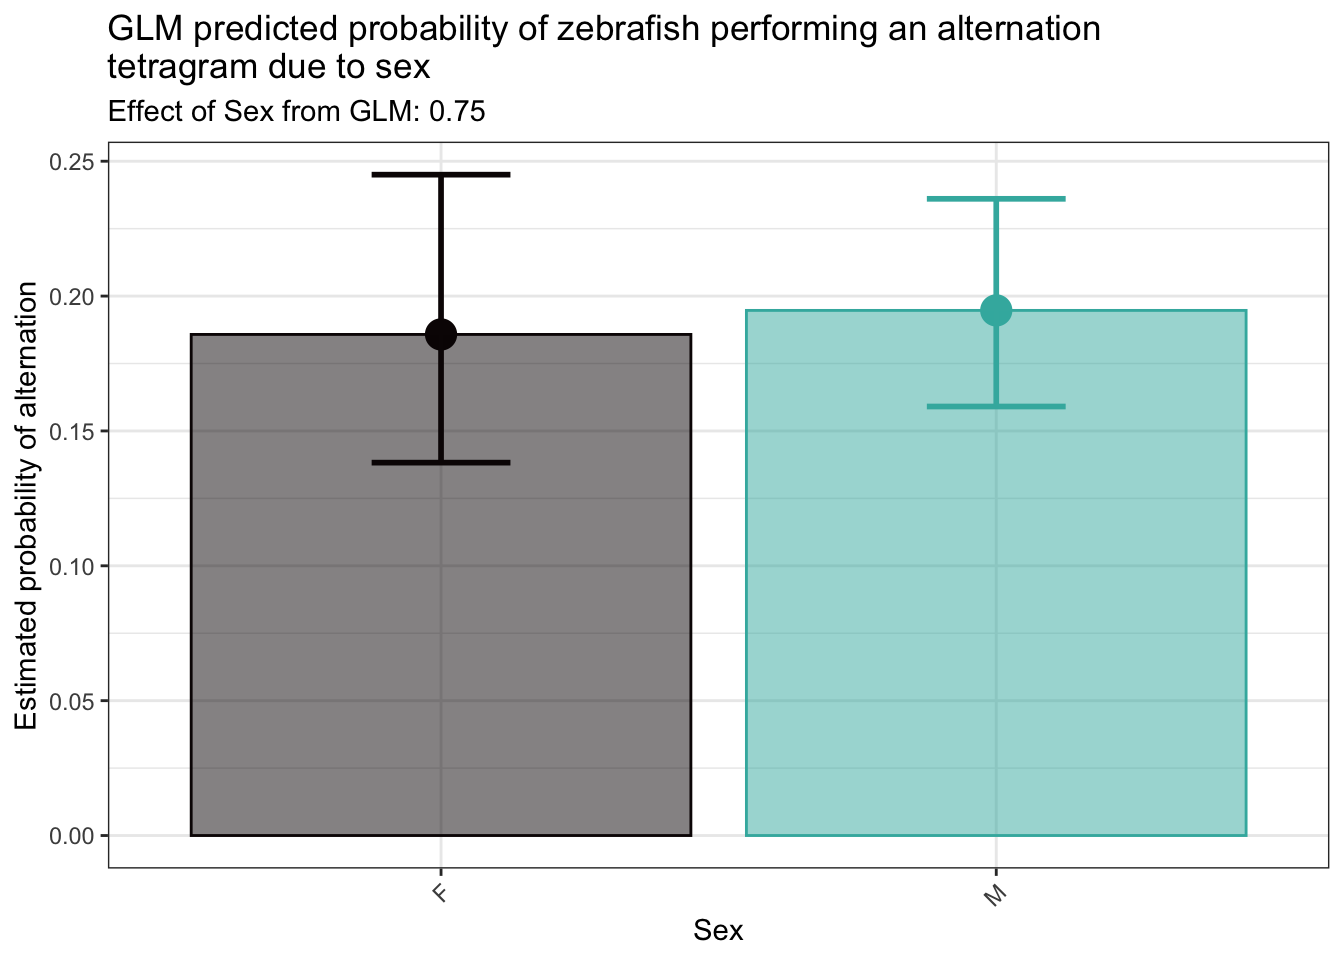 GLM predicted probability of zebrafish performing an alternation
tetragram due to sex
Effect of Sex from GLM: 0.75
Estimated probability of alternation
0.25
0.20
0.15
0.10
0.05
0.00
F
M
Sex